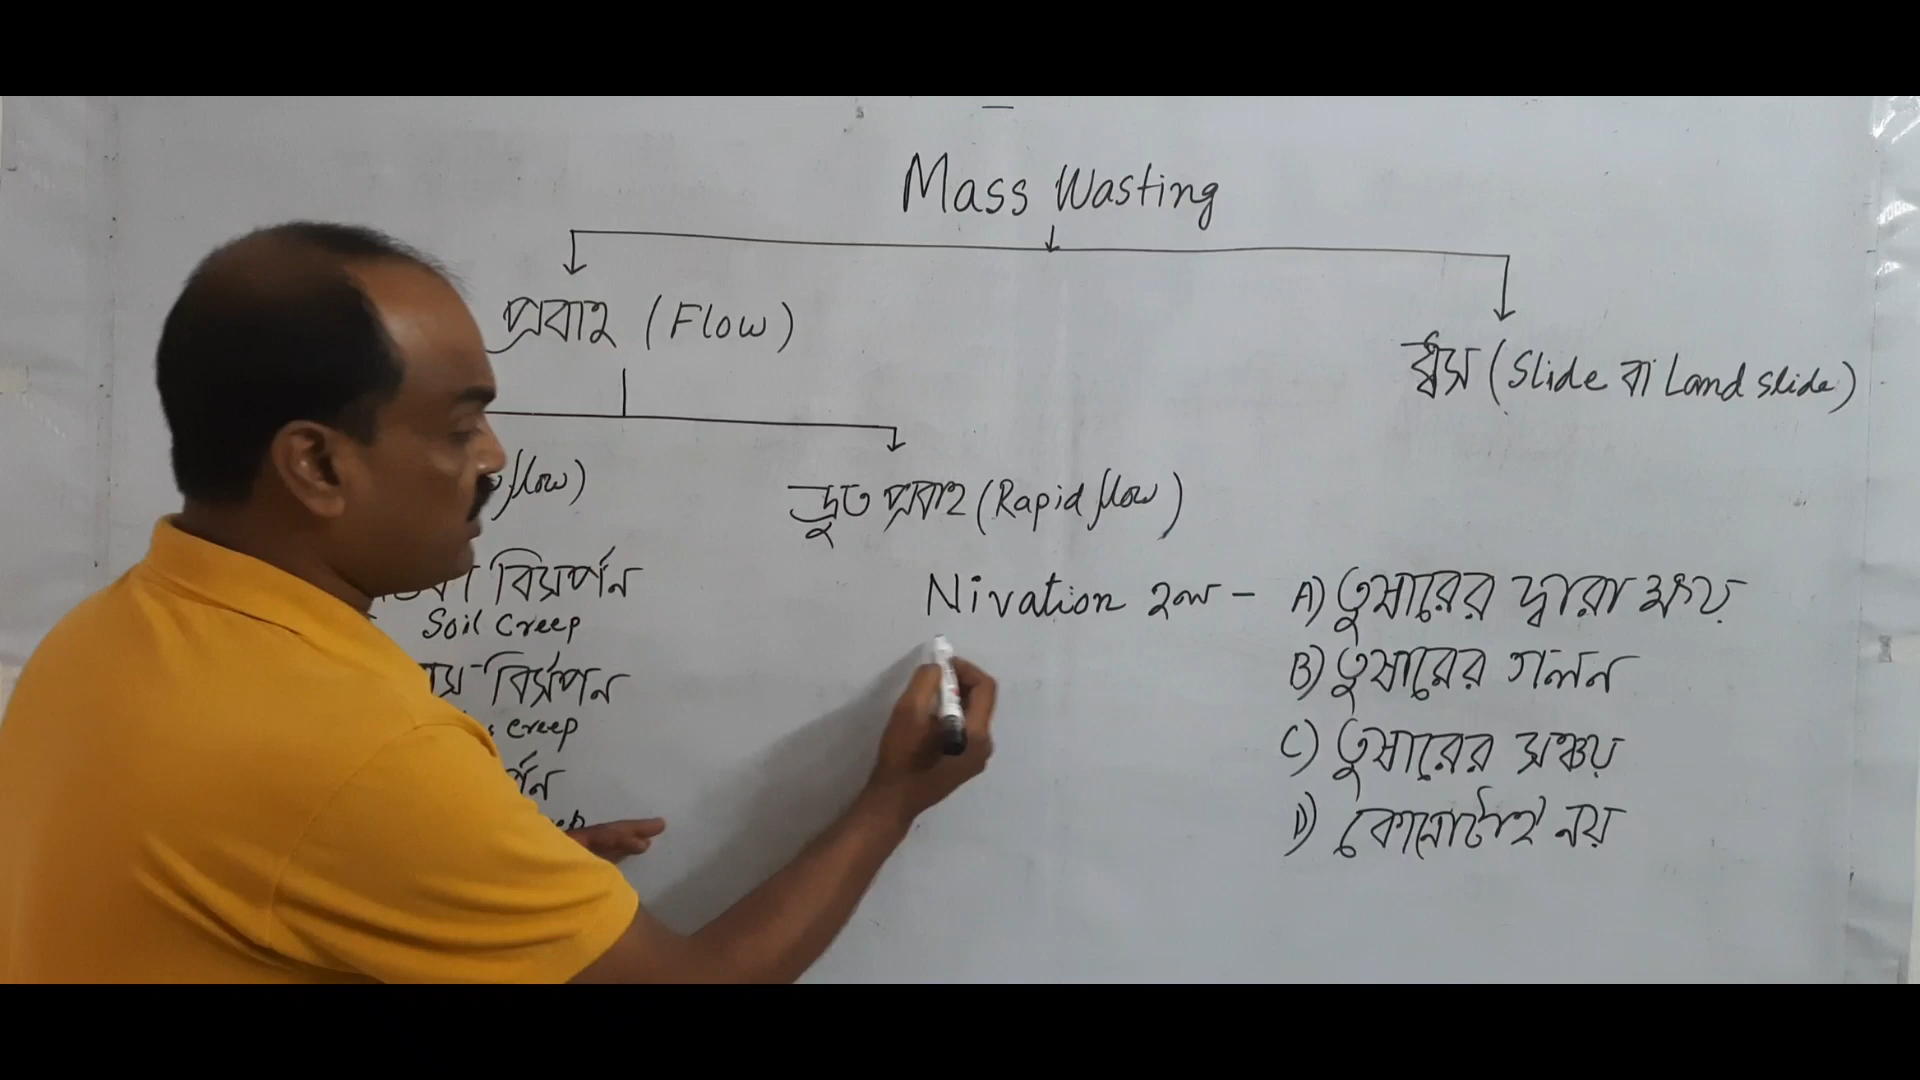 Mass Wasting
প্রবাহ (Flow)
ধ্বস (Slide বা Land slide)
flow)
দ্রুত প্রবাহ (Rapid flow)
বিসর্পন
Soil Creep
বিসর্পন
Creep
Nivation হল - A) তুষারের দ্বারা ক্ষয়
B) তুষারের গলন
C) তুষারের সঞ্চয়
D) কোনোটাই নয়